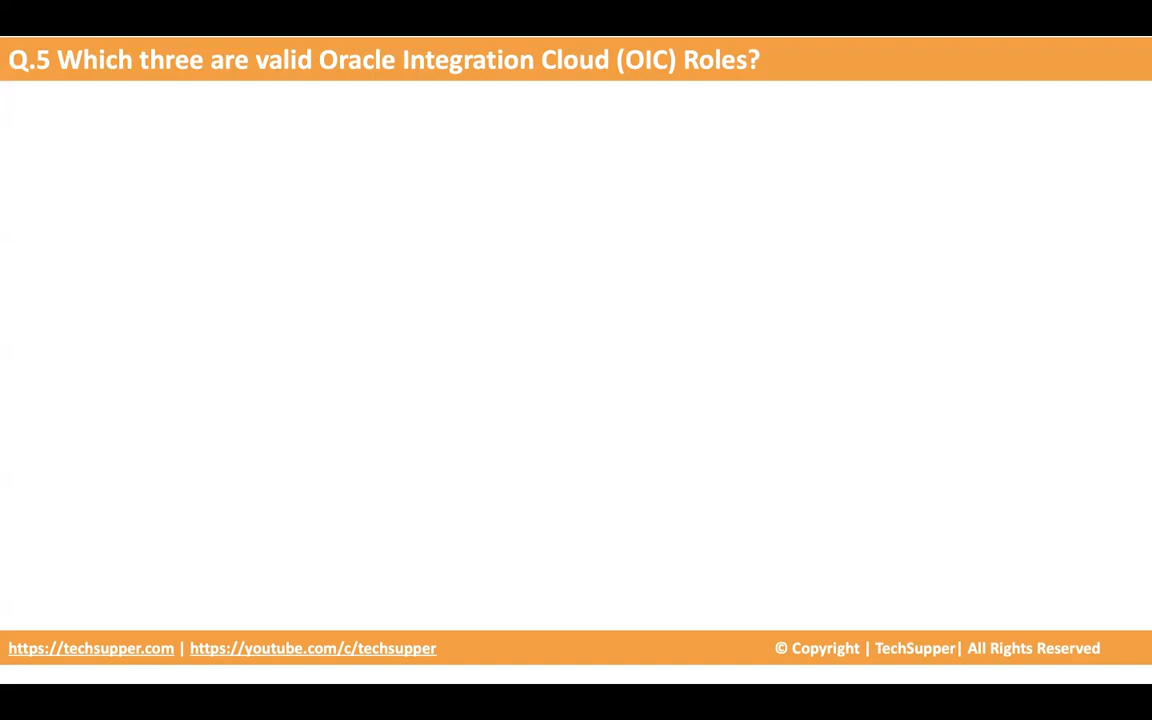 Q.5 Which three are valid Oracle Integration Cloud (OIC) Roles?
https://techsupper.com | https://youtube.com/c/techsupper
© Copyright | TechSupper| All Rights Reserved